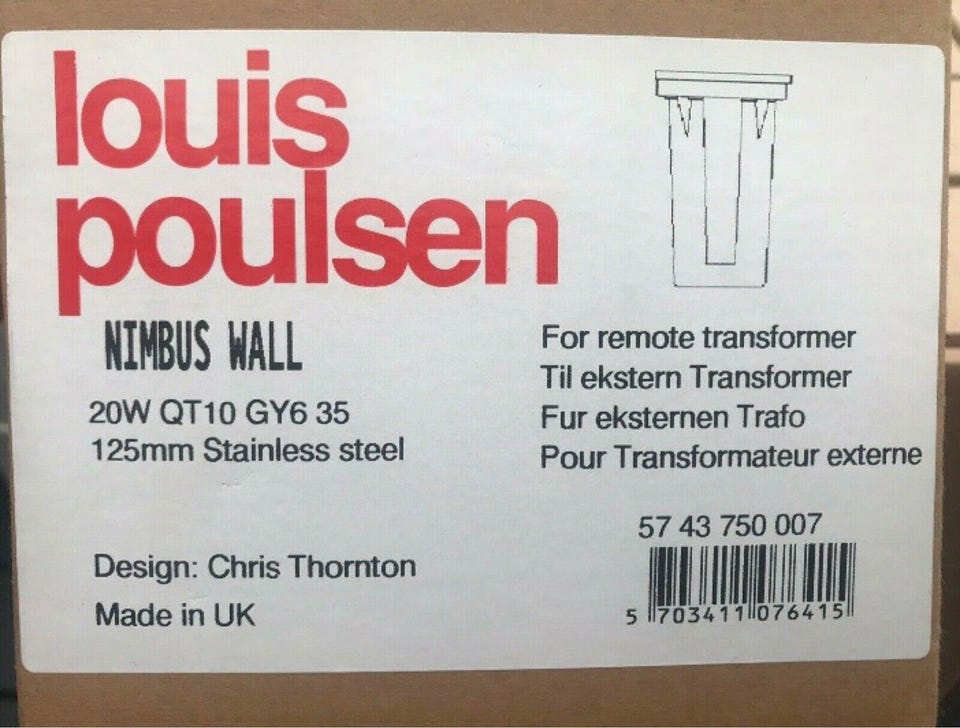 louis
poulsen
NIMBUS WALL
20W QT10 GY6 35
125mm Stainless steel
Design: Chris Thornton
Made in UK
For remote transformer
Til ekstern Transformer
Fur eksternen Trafo
Pour Transformateur externe
57 43 750 007
5 703411 076415